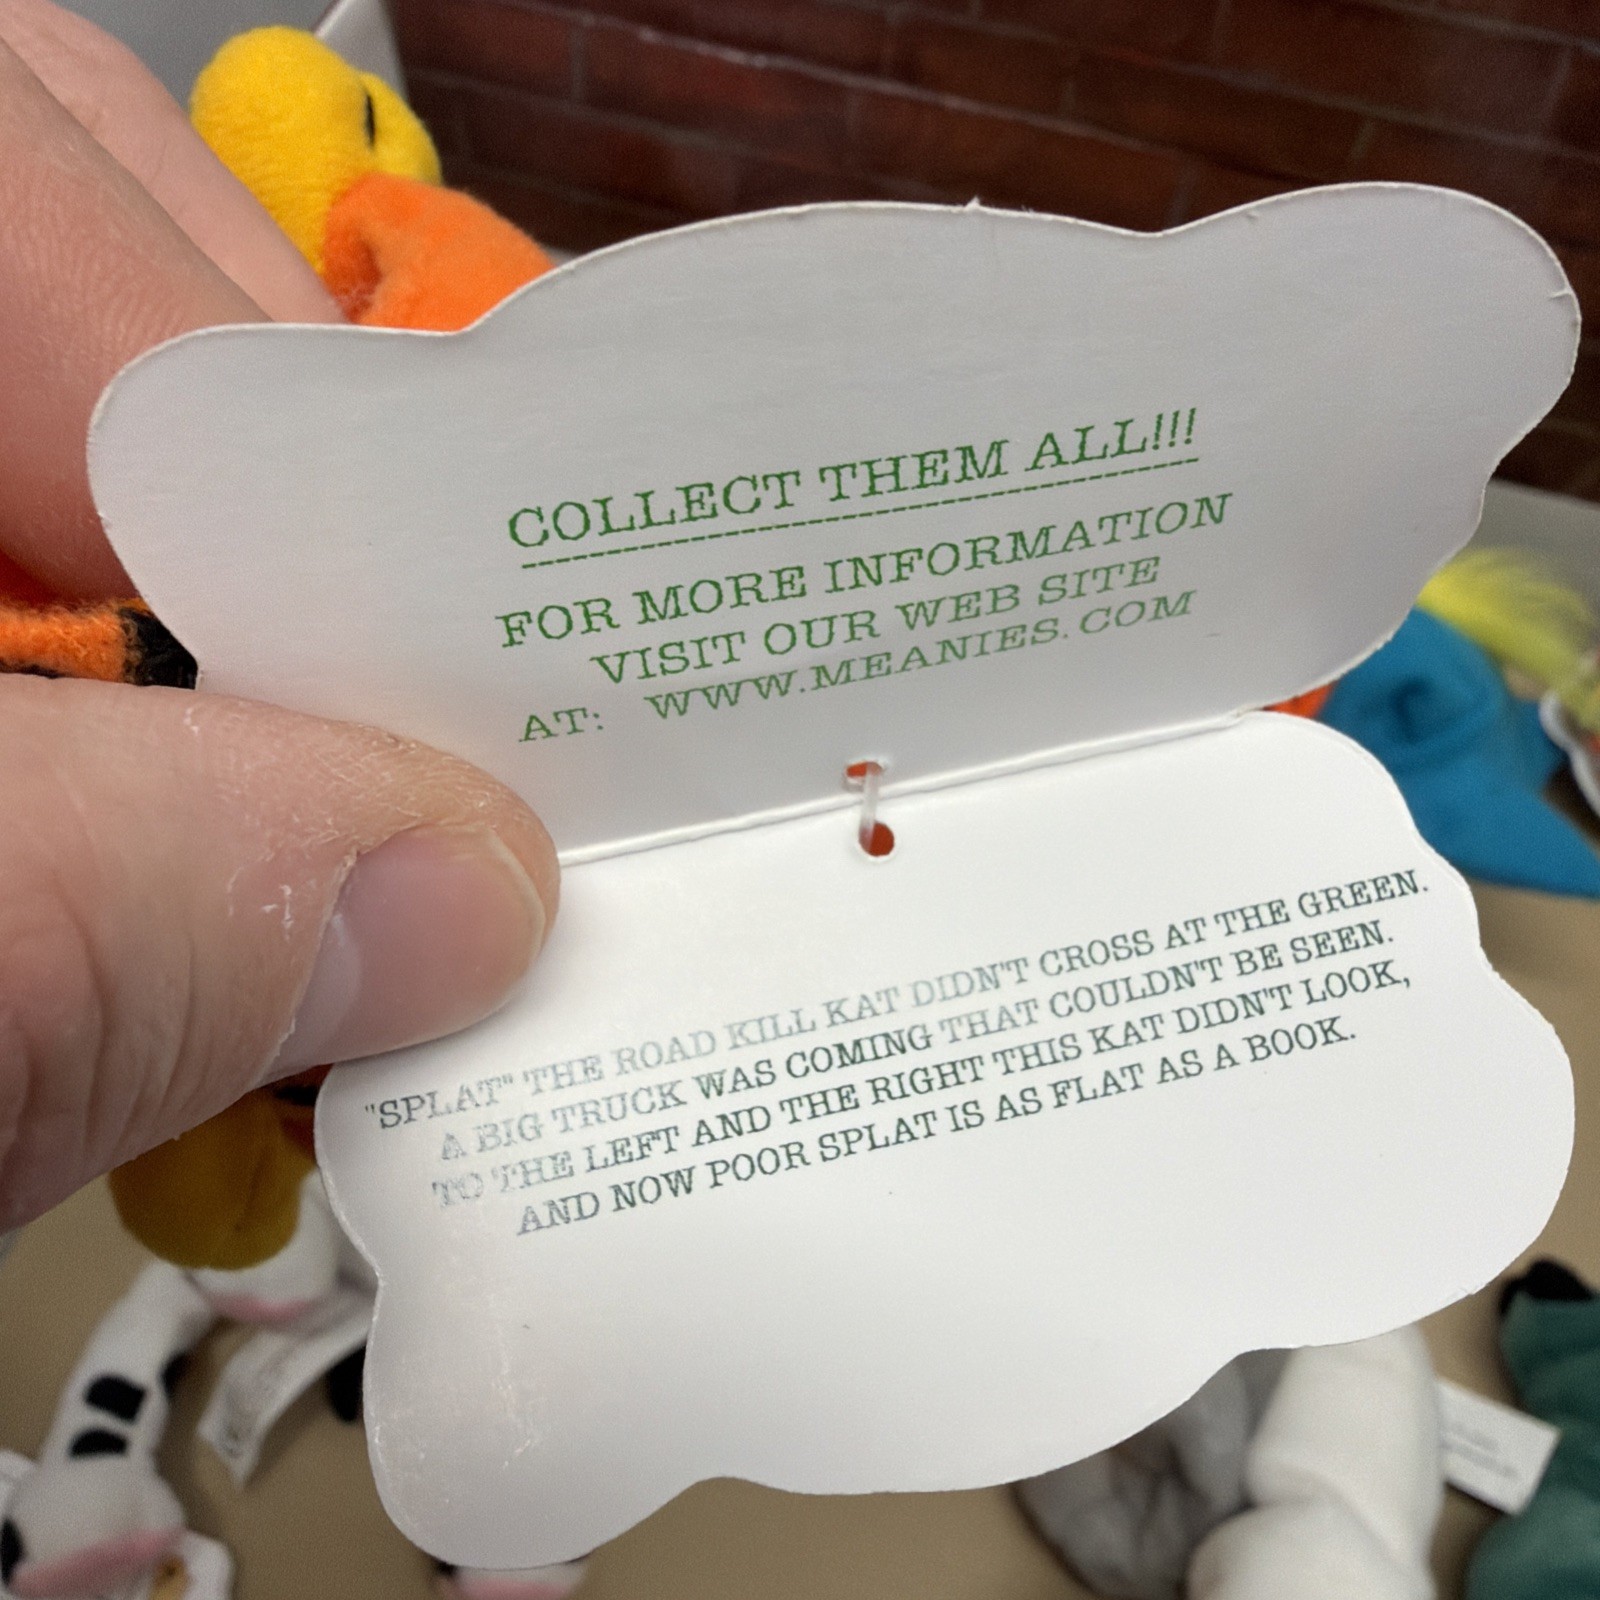 COLLECT THEM ALL!!!
FOR MORE INFORMATION
VISIT OUR WEB SITE
AT: WWW.MEANIES.COM
"SPLAT" THE ROAD KILL KAT DIDN'T CROSS AT THE GREEN.
A BIG TRUCK WAS COMING THAT COULDN'T BE SEEN.
TO THE LEFT AND THE RIGHT THIS KAT DIDN'T LOOK,
AND NOW POOR SPLAT IS AS FLAT AS A BOOK.